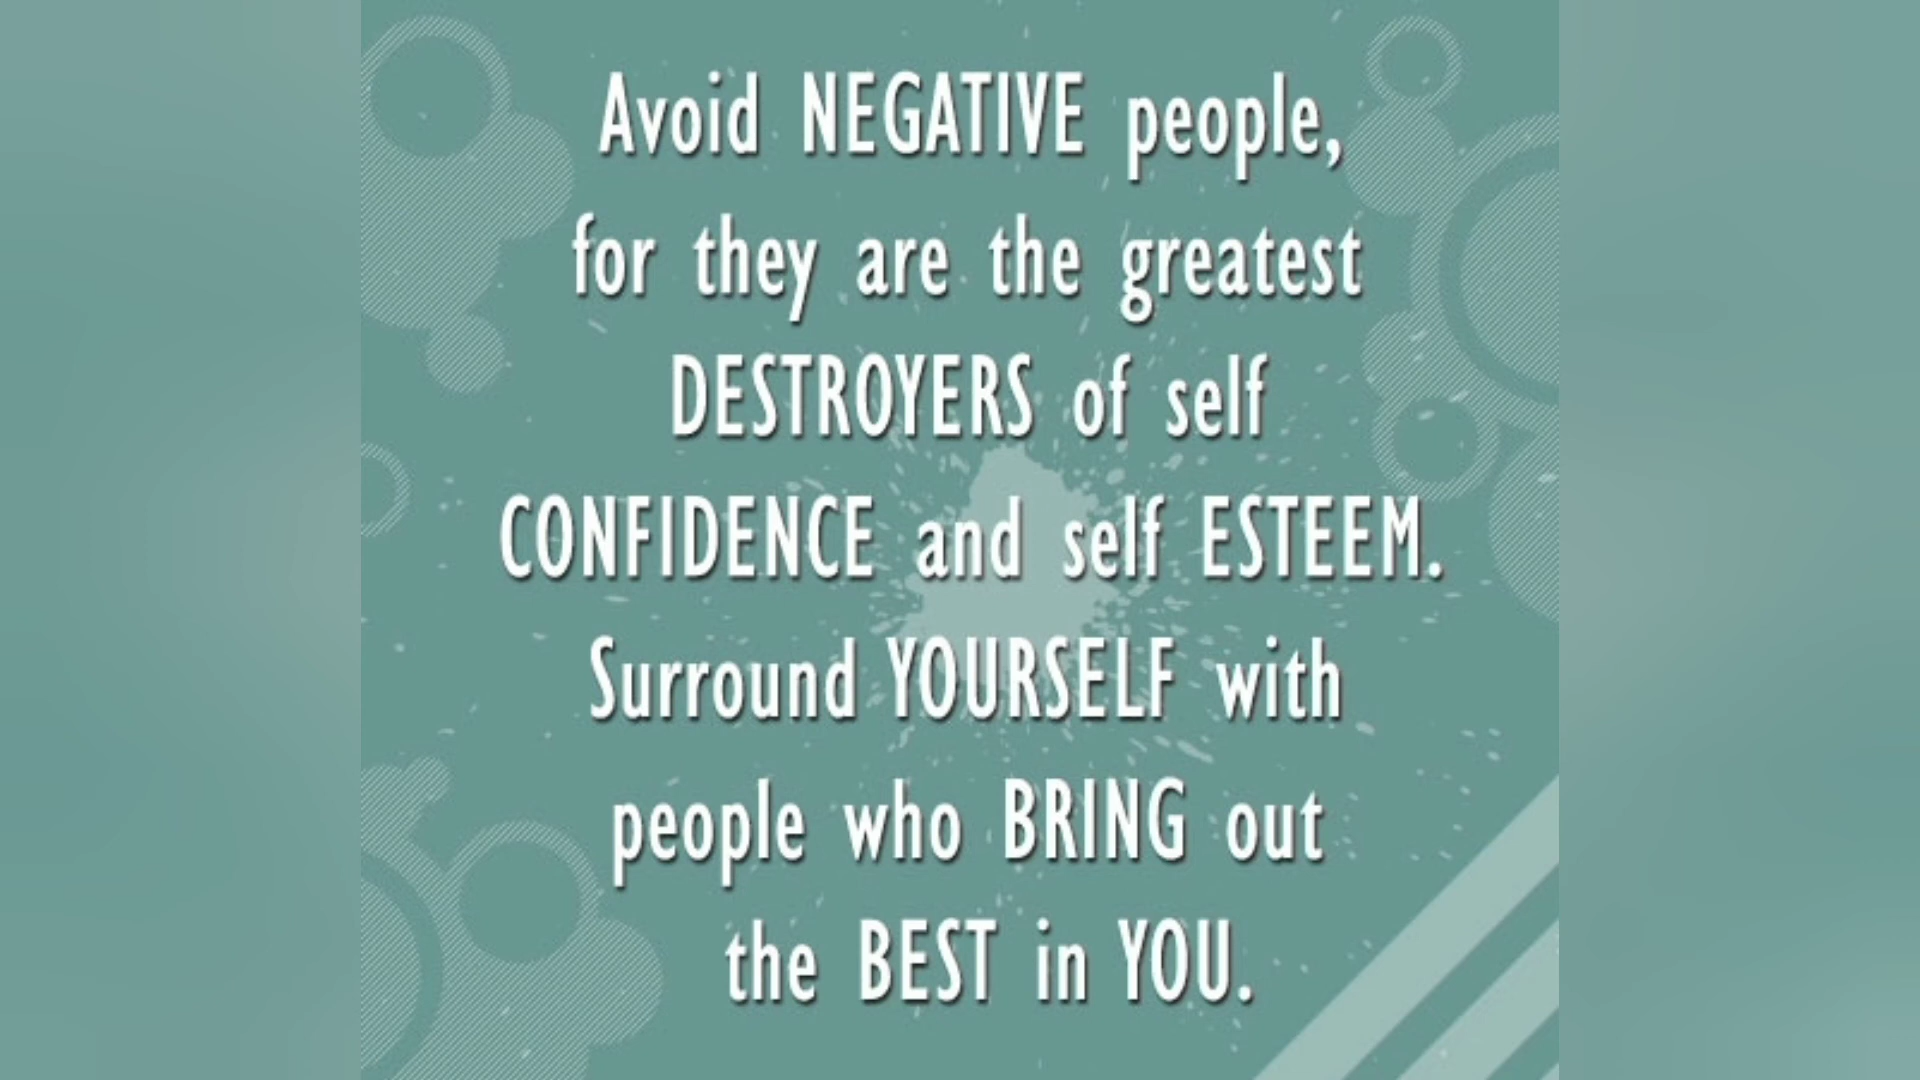 Avoid NEGATIVE people,
for they are the greatest
DESTROYERS of self
CONFIDENCE and self ESTEEM.
Surround YOURSELF with
people who BRING out
the BEST in YOU.